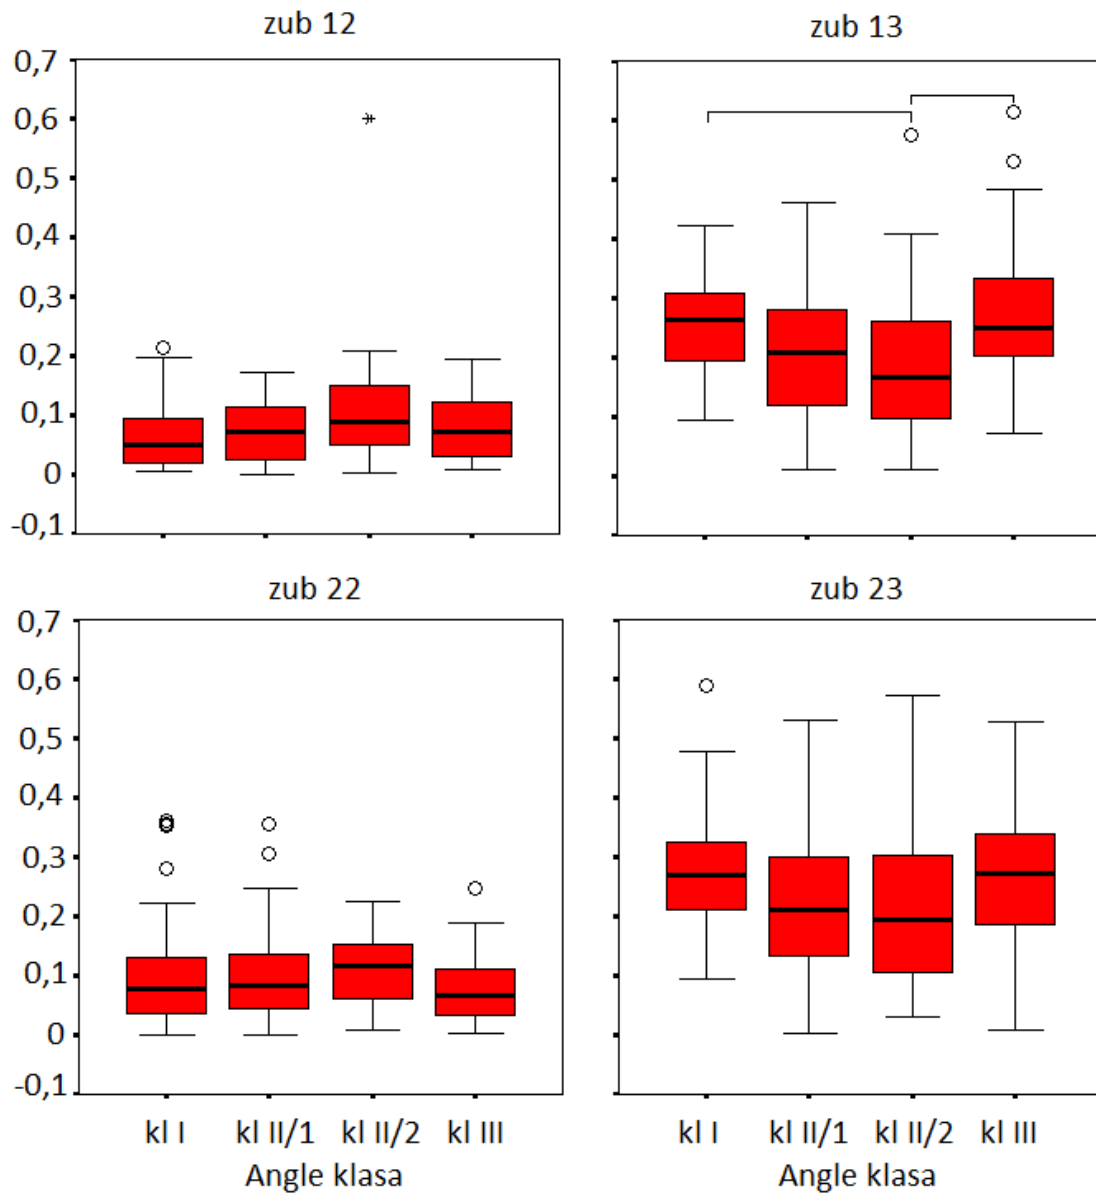 zub 12
zub 13
0,7
0,6
0,5
0,4
0,3
0,2
0,1
0
-0,1
zub 22
zub 23
0,7
0,6
0,5
0,4
0,3
0,2
0,1
0
-0,1
kl I kl II/1 kl II/2 kl III
kl I kl II/1 kl II/2 kl III
Angle klasa
Angle klasa